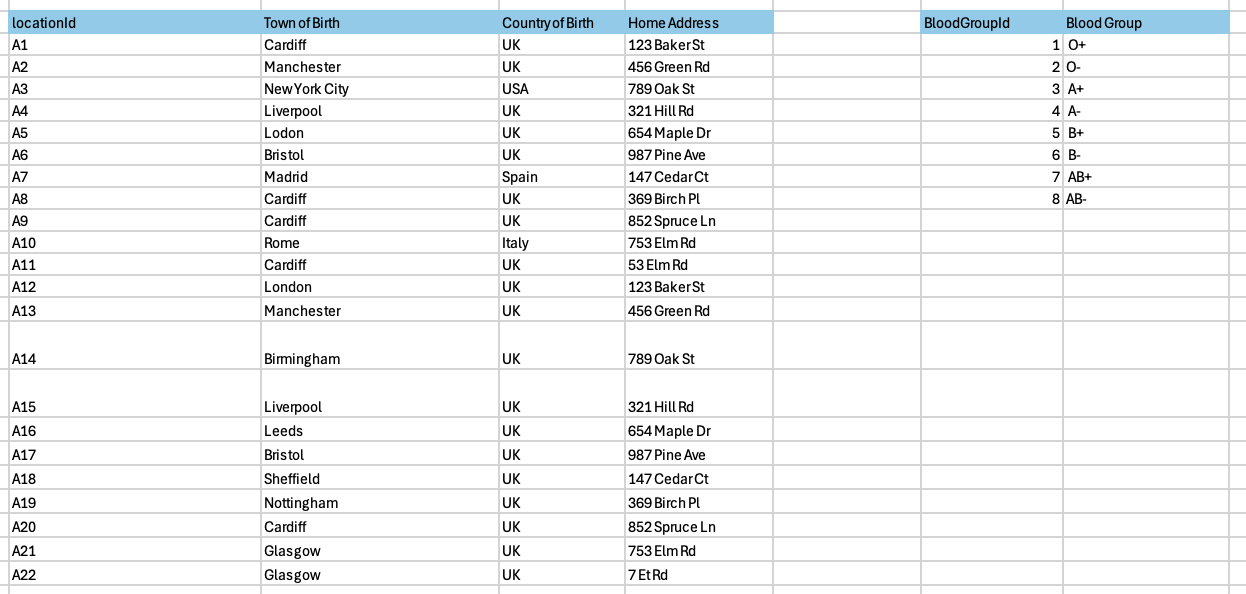 locationId Town of Birth Country of Birth Home Address BloodGroupId Blood Group
A1 Cardiff UK 123 Baker St 1 O+
A2 Manchester UK 456 Green Rd 2 O-
A3 New York City USA 789 Oak St 3 A+
A4 Liverpool UK 321 Hill Rd 4 A-
A5 Lodon UK 654 Maple Dr 5 B+
A6 Bristol UK 987 Pine Ave 6 B-
A7 Madrid Spain 147 Cedar Ct 7 AB+
A8 Cardiff UK 369 Birch Pl 8 AB-
A9 Cardiff UK 852 Spruce Ln
A10 Rome Italy 753 Elm Rd
A11 Cardiff UK 53 Elm Rd
A12 London UK 123 Baker St
A13 Manchester UK 456 Green Rd
A14 Birmingham UK 789 Oak St
A15 Liverpool UK 321 Hill Rd
A16 Leeds UK 654 Maple Dr
A17 Bristol UK 987 Pine Ave
A18 Sheffield UK 147 Cedar Ct
A19 Nottingham UK 369 Birch Pl
A20 Cardiff UK 852 Spruce Ln
A21 Glasgow UK 753 Elm Rd
A22 Glasgow UK 7 Et Rd